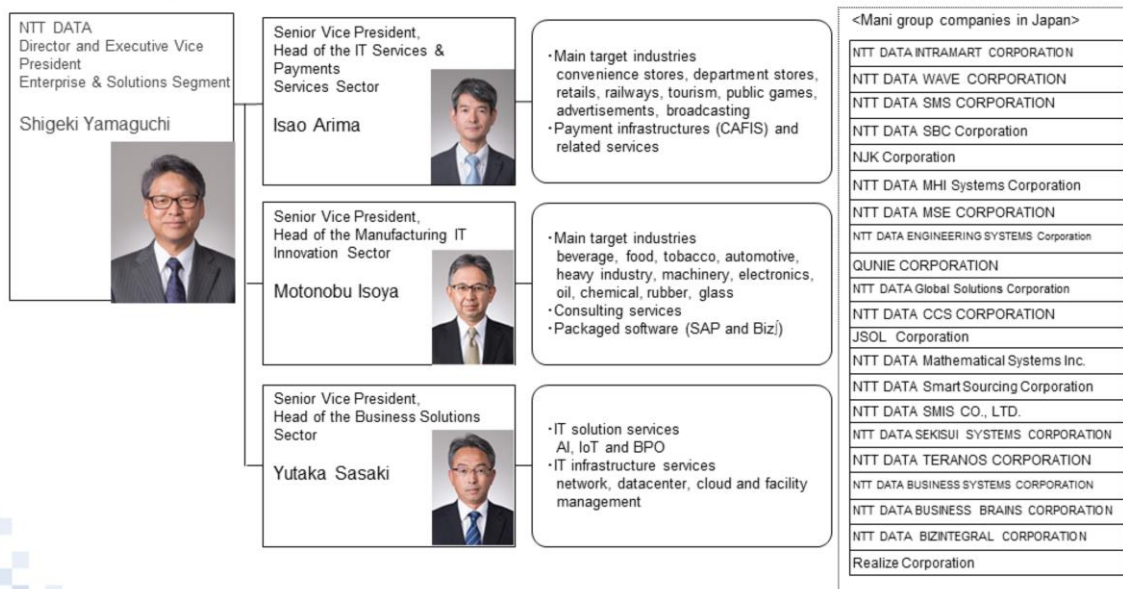 NTT DATA
Director and Executive Vice
President
Enterprise & Solutions Segment
Shigeki Yamaguchi
Senior Vice President,
Head of the IT Services &
Payments
Services Sector
Isao Arima
・Main target industries
convenience stores, department stores,
retails, railways, tourism, public games,
advertisements, broadcasting
・Payment infrastructures (CAFIS) and
related services
Senior Vice President,
Head of the Manufacturing IT
Innovation Sector
Motonobu Isoya
・Main target industries
beverage, food, tobacco, automotive,
heavy industry, machinery, electronics,
oil, chemical, rubber, glass
・Consulting services
・Packaged software (SAP and Biz∫)
Senior Vice President,
Head of the Business Solutions
Sector
Yutaka Sasaki
・IT solution services
AI, IoT and BPO
・IT infrastructure services
network, datacenter, cloud and facility
management
<Mani group companies in Japan>
NTT DATA INTRAMART CORPORATION
NTT DATA WAVE CORPORATION
NTT DATA SMS CORPORATION
NTT DATA SBC Corporation
NJK Corporation
NTT DATA MHI Systems Corporation
NTT DATA MSE CORPORATION
NTT DATA ENGINEERING SYSTEMS Corporation
QUNIE CORPORATION
NTT DATA Global Solutions Corporation
NTT DATA CCS CORPORATION
JSOL Corporation
NTT DATA Mathematical Systems Inc.
NTT DATA SmartSourcing Corporation
NTT DATA SMIS CO., LTD.
NTT DATA SEKISUI SYSTEMS CORPORATION
NTT DATA TERANOS CORPORATION
NTT DATA BUSINESS SYSTEMS CORPORATION
NTT DATA BUSINESS BRAINS CORPORATION
NTT DATA BIZINTEGRAL CORPORATION
Realize Corporation